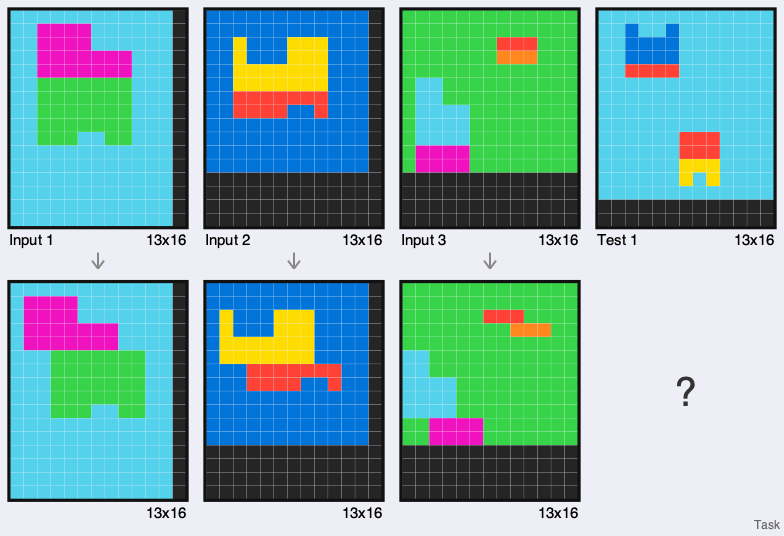 Input 1 13x16
Input 2 13x16
Input 3 13x16
Test 1 13x16
13x16
13x16
13x16
?
Task